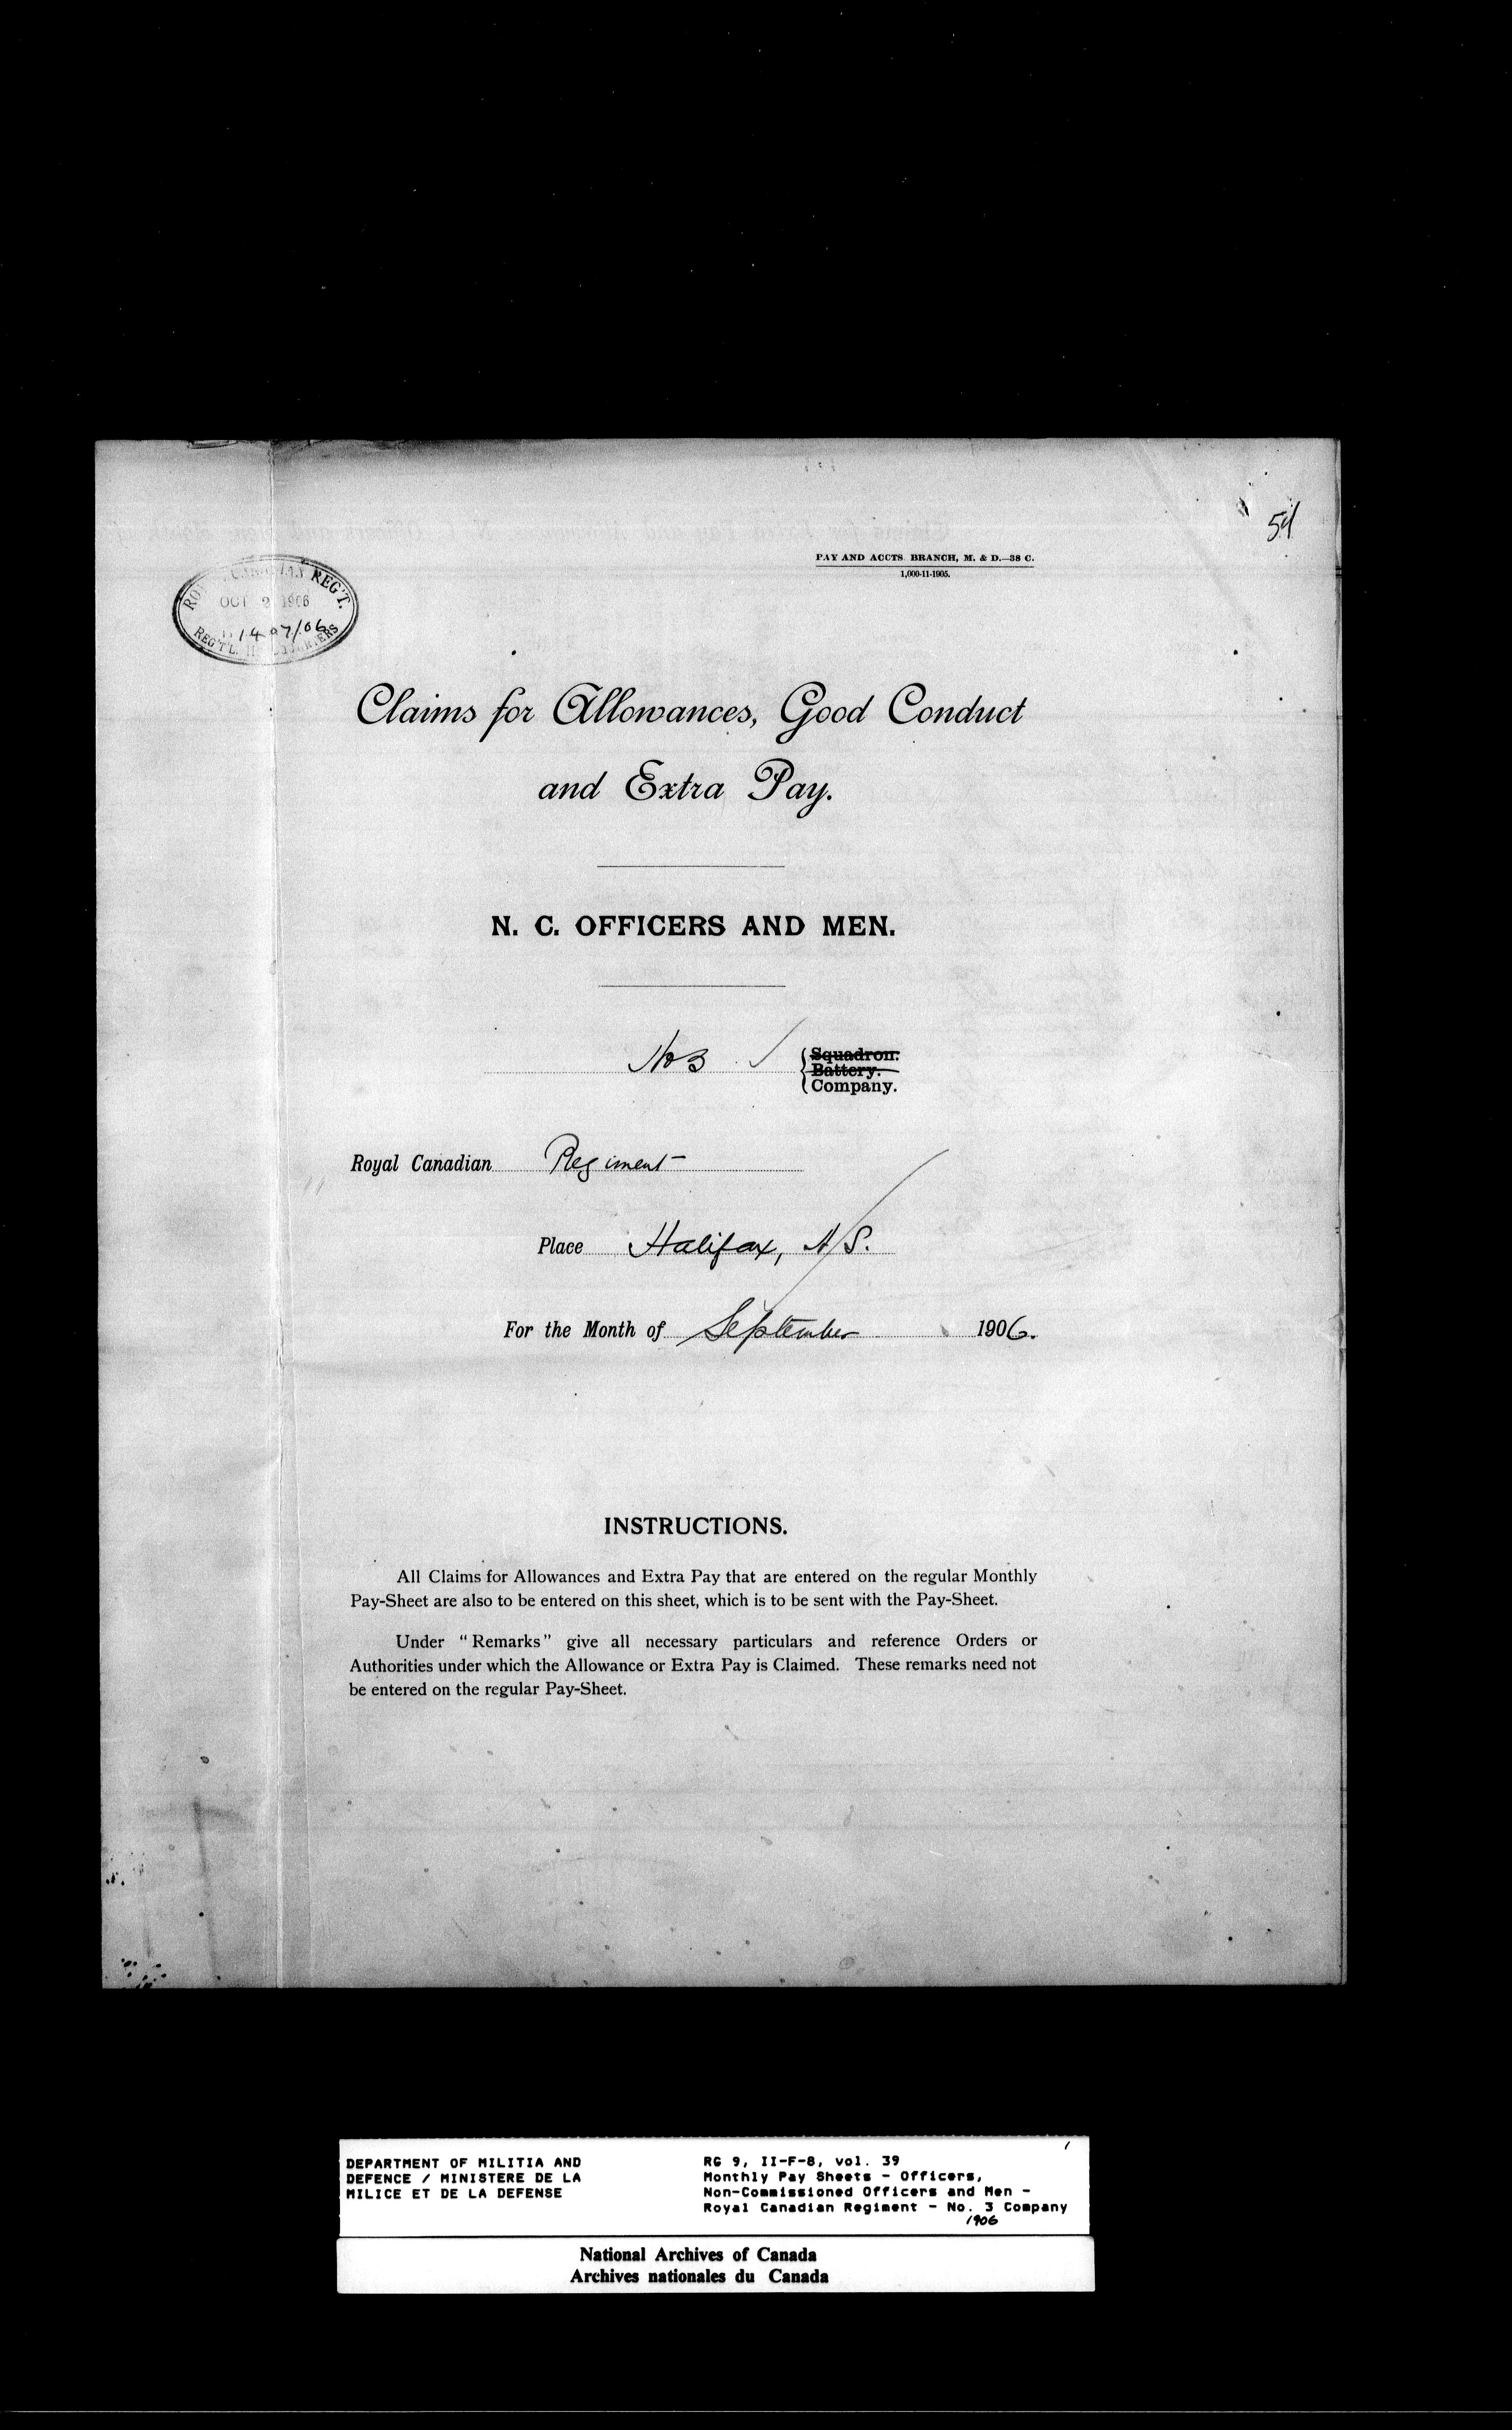 54
PAY AND ACCTS. BRANCH, M. & D.—38 C.
1,000-11-1905.
CANADIAN REG'T.
OCT 2 1906
1497/06
REG'T'L. HEADQUARTERS
Claims for Allowances, Good Conduct
and Extra Pay.
N. C. OFFICERS AND MEN.
No 3
Squadron.
Battery.
Company.
Royal Canadian Regiment
Place Halifax, N.S.
For the Month of September 1906.
INSTRUCTIONS.
All Claims for Allowances and Extra Pay that are entered on the regular Monthly
Pay-Sheet are also to be entered on this sheet, which is to be sent with the Pay-Sheet.
Under "Remarks" give all necessary particulars and reference Orders or
Authorities under which the Allowance or Extra Pay is Claimed. These remarks need not
be entered on the regular Pay-Sheet.
DEPARTMENT OF MILITIA AND
DEFENCE / MINISTERE DE LA
MILICE ET DE LA DEFENSE
RG 9, II-F-8, vol. 39
Monthly Pay Sheets - Officers,
Non-Commissioned Officers and Men -
Royal Canadian Regiment - No. 3 Company
1906
National Archives of Canada
Archives nationales du Canada